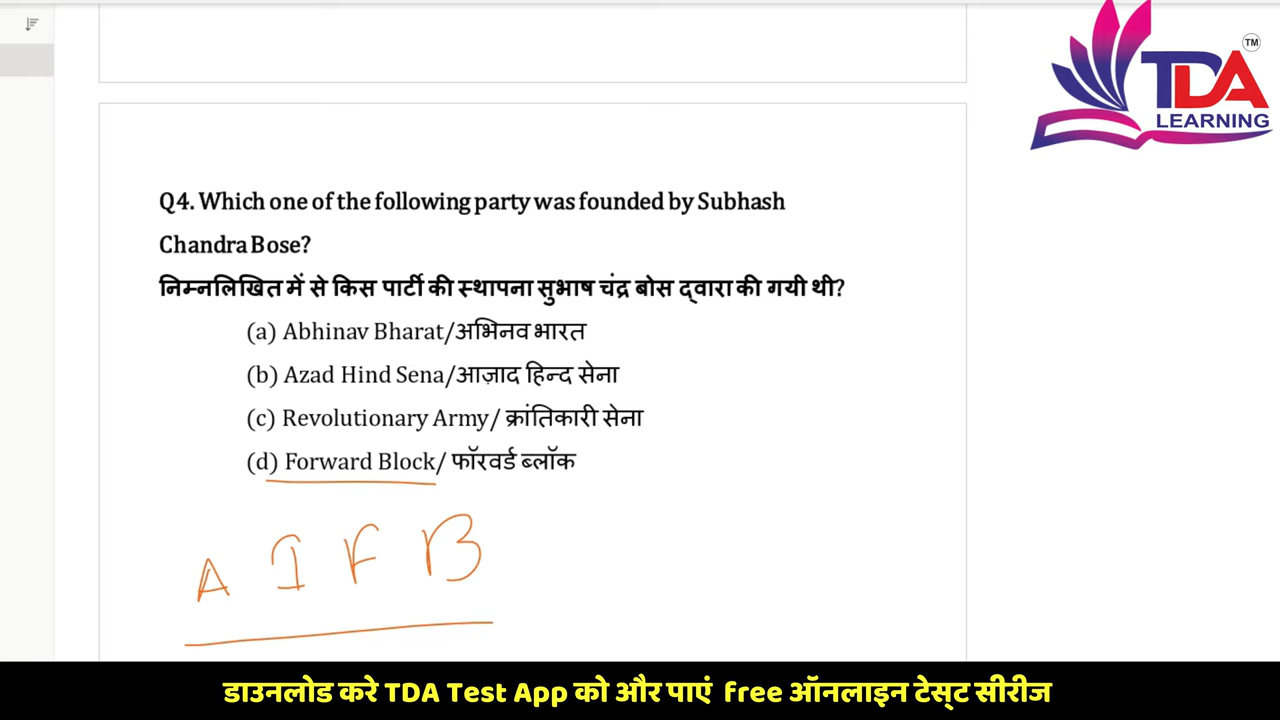 TM
TDA
LEARNING
Q4. Which one of the following party was founded by Subhash
Chandra Bose?
निम्नलिखित में से किस पार्टी की स्थापना सुभाष चंद्र बोस द्वारा की गयी थी?
(a) Abhinav Bharat/अभिनव भारत
(b) Azad Hind Sena/आज़ाद हिन्द सेना
(c) Revolutionary Army/ क्रांतिकारी सेना
(d) Forward Block/ फॉरवर्ड ब्लॉक
A I F B
डाउनलोड करे TDA Test App को और पाएं free ऑनलाइन टेस्ट सीरीज